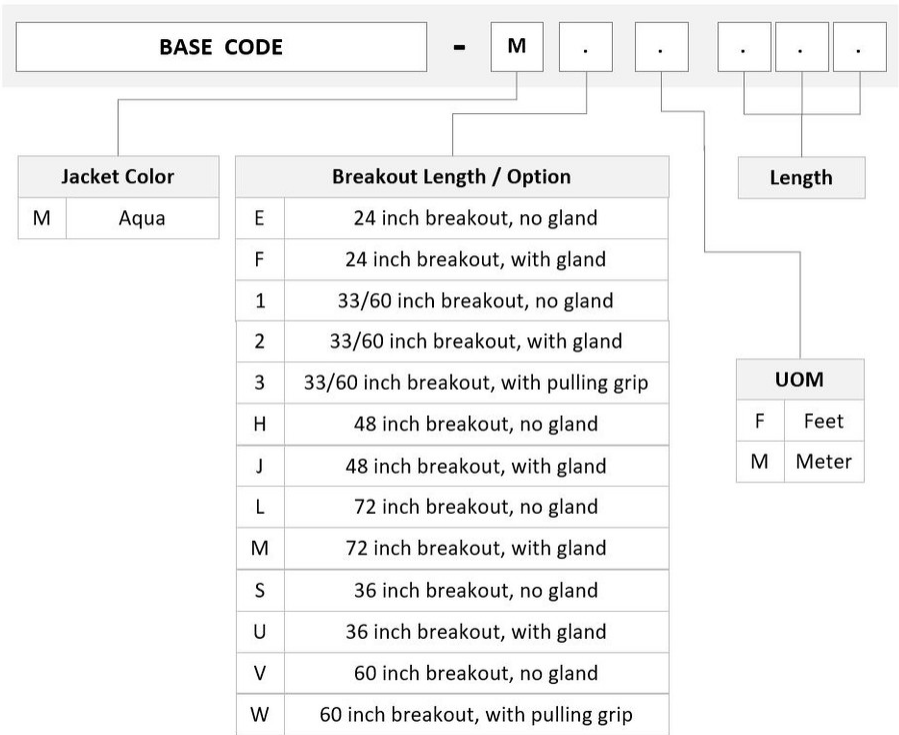 BASE CODE - M . . . . .
Jacket Color
M Aqua
Breakout Length / Option
E 24 inch breakout, no gland
F 24 inch breakout, with gland
1 33/60 inch breakout, no gland
2 33/60 inch breakout, with gland
3 33/60 inch breakout, with pulling grip
H 48 inch breakout, no gland
J 48 inch breakout, with gland
L 72 inch breakout, no gland
M 72 inch breakout, with gland
S 36 inch breakout, no gland
U 36 inch breakout, with gland
V 60 inch breakout, no gland
W 60 inch breakout, with pulling grip
Length
UOM
F Feet
M Meter